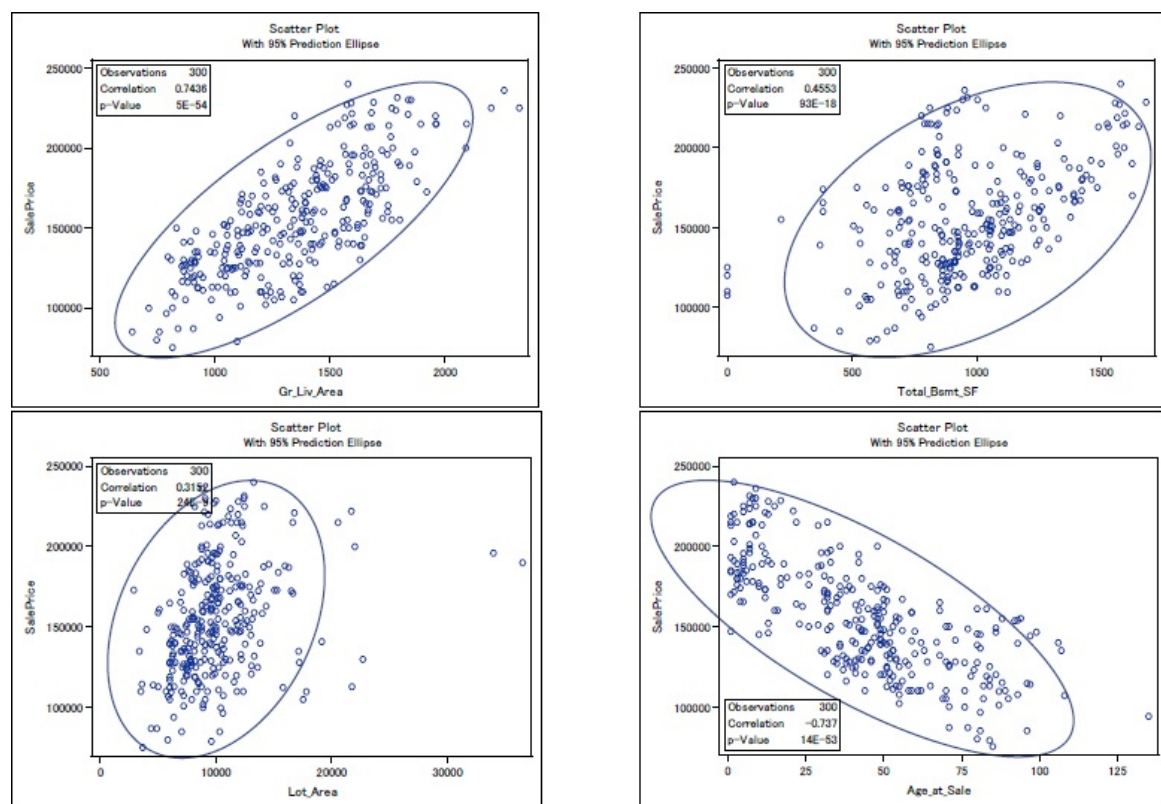 Scatter Plot
With 95% Prediction Ellipse
Observations 300
Correlation 0.7436
p-Value 5E-54
250000
200000
150000
100000
SalePrice
500 1000 1500 2000
Gr_Liv_Area
Scatter Plot
With 95% Prediction Ellipse
Observations 300
Correlation 0.4553
p-Value 93E-18
250000
200000
150000
100000
SalePrice
0 500 1000 1500
Total_Bsmt_SF
Scatter Plot
With 95% Prediction Ellipse
Observations 300
Correlation 0.3152
p-Value 24E-9
250000
200000
150000
100000
SalePrice
0 10000 20000 30000
Lot_Area
Scatter Plot
With 95% Prediction Ellipse
250000
200000
150000
100000
SalePrice
Observations 300
Correlation -0.737
p-Value 14E-53
0 25 50 75 100 125
Age_at_Sale